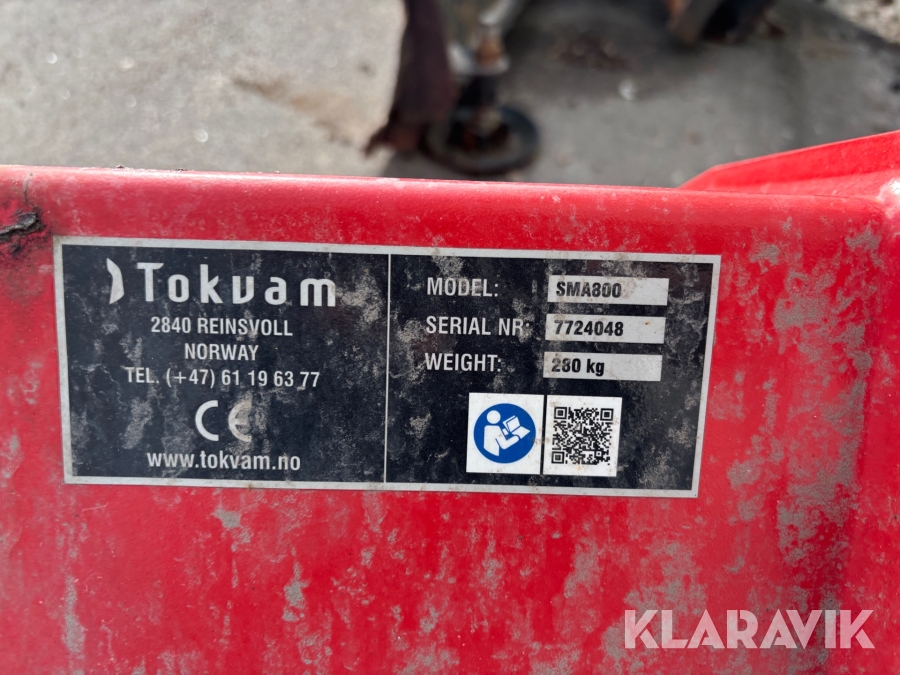 Tokvam
2840 REINSVOLL
NORWAY
TEL. (+47) 61 19 63 77
CE
www.tokvam.no
MODEL: SMA800
SERIAL NR: 7724048
WEIGHT: 280 kg
KLARAVIK